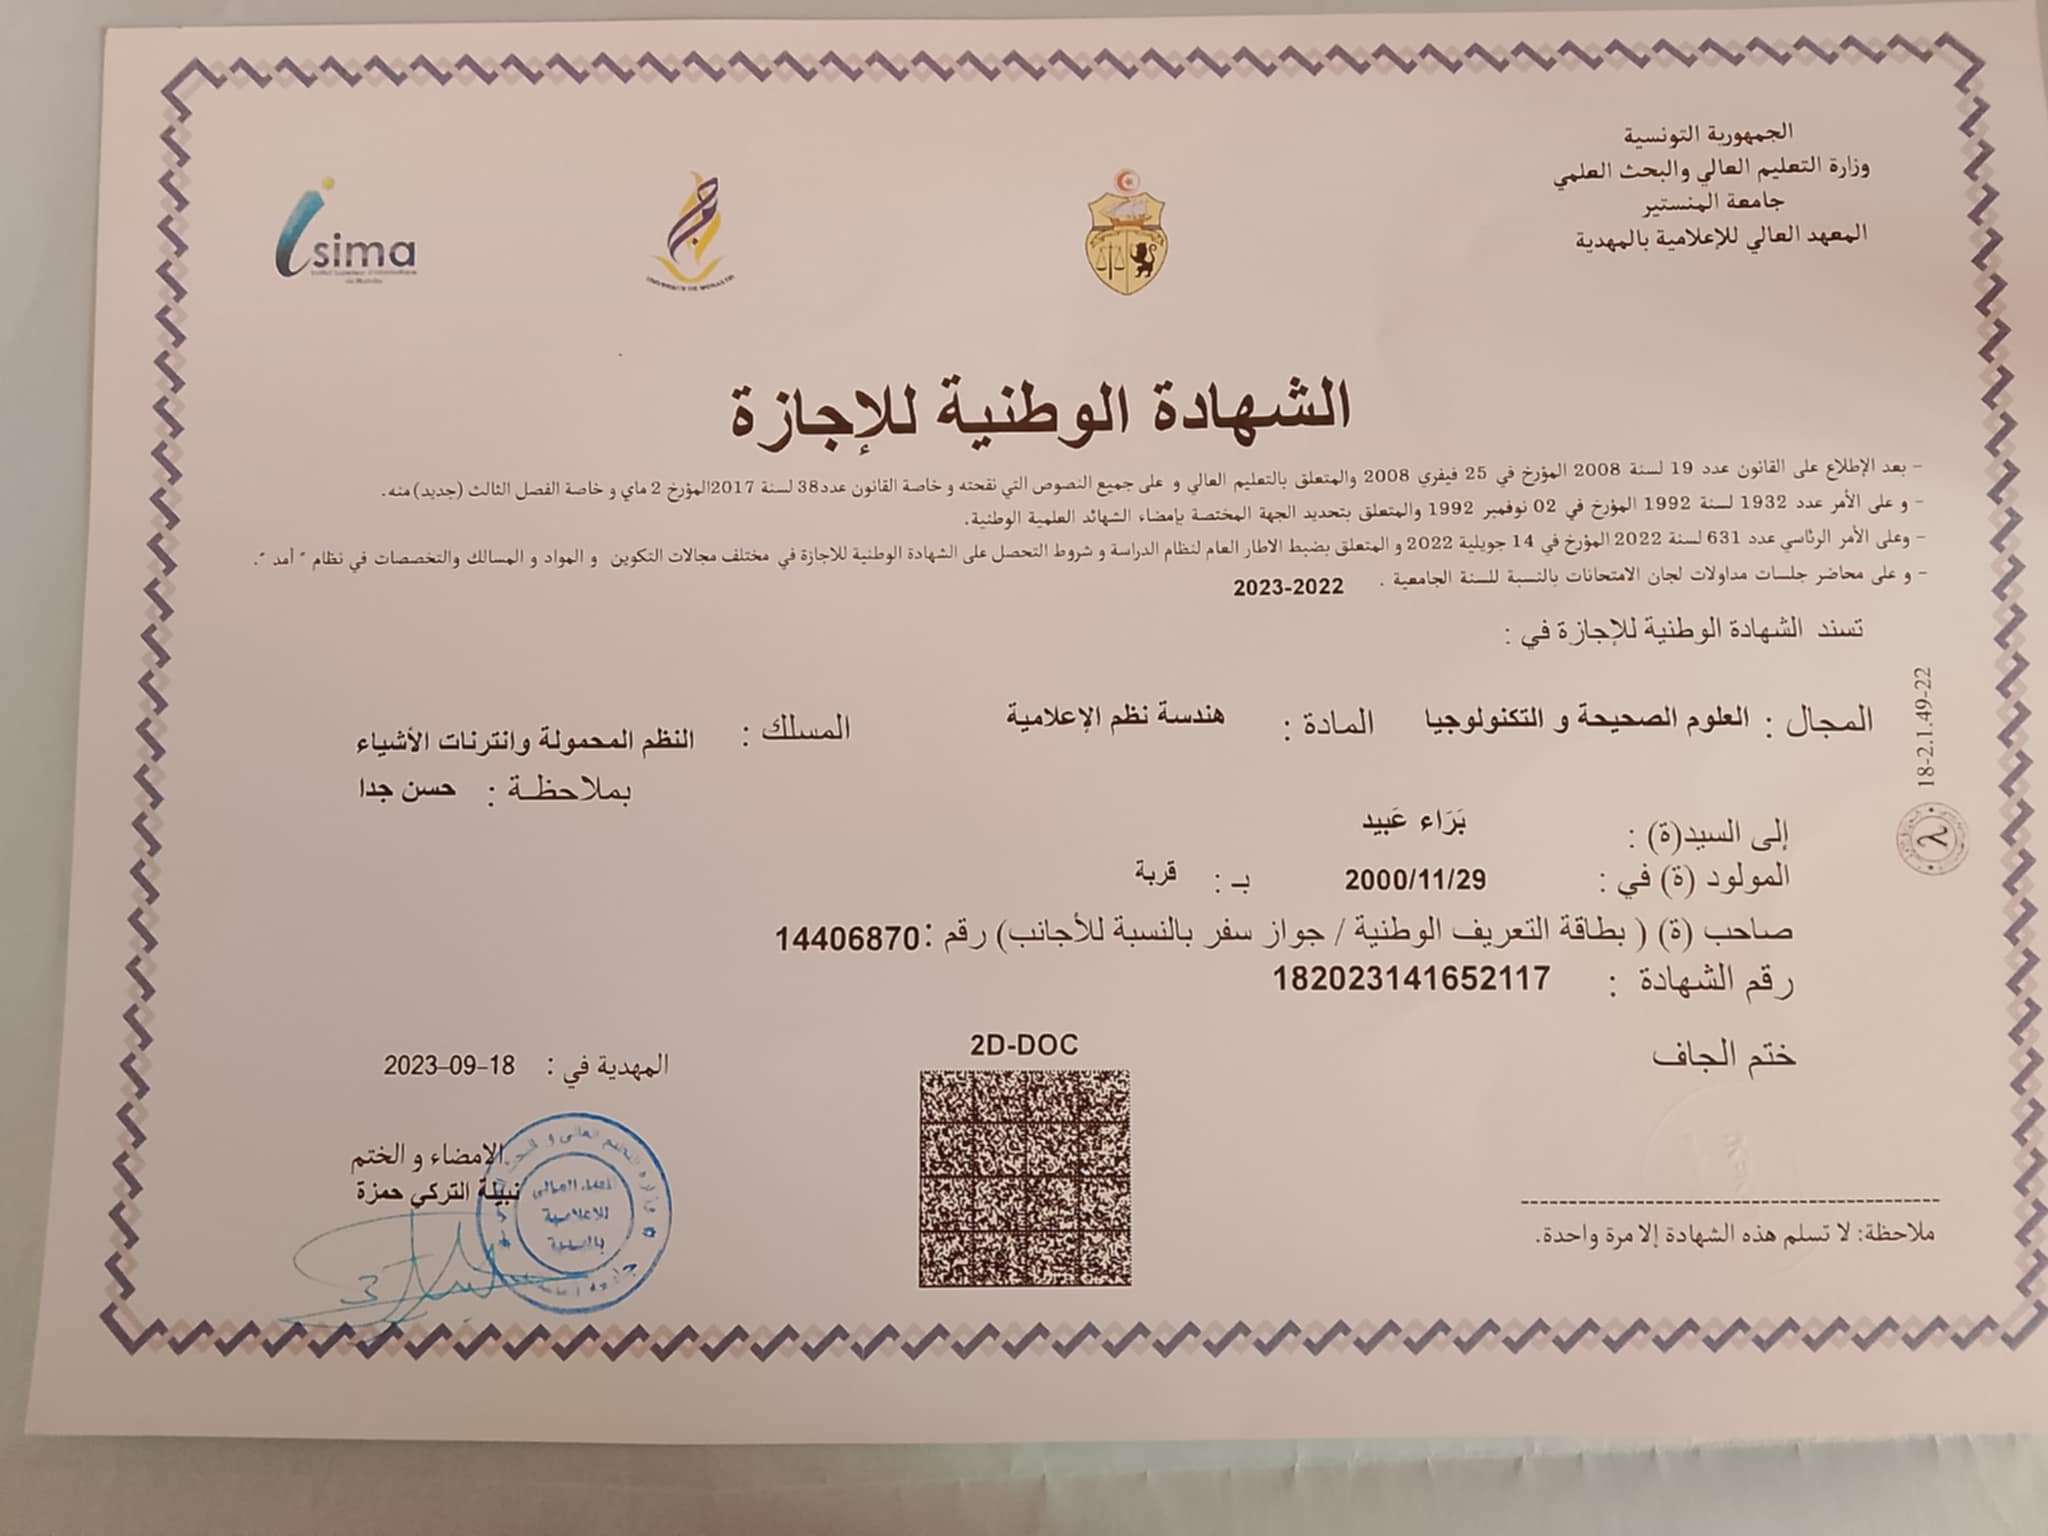 الجمهورية التونسية
وزارة التعليم العالي والبحث العلمي
جامعة المنستير
المعهد العالي للإعلامية بالمهدية
isima
Institut Supérieur d'Informatique
de Mahdia
UNIVERSITÉ DE MONASTIR
الشهادة الوطنية للإجازة
- بعد الإطلاع على القانون عدد 19 لسنة 2008 المؤرخ في 25 فيفري 2008 والمتعلق بالتعليم العالي و على جميع النصوص التي نقحته و خاصة القانون عدد38 لسنة 2017المؤرخ 2 ماي و خاصة الفصل الثالث (جديد) منه.
- و على الأمر عدد 1932 لسنة 1992 المؤرخ في 02 نوفمبر 1992 والمتعلق بتحديد الجهة المختصة بإمضاء الشهائد العلمية الوطنية.
- وعلى الأمر الرئاسي عدد 631 لسنة 2022 المؤرخ في 14 جويلية 2022 و المتعلق بضبط الاطار العام لنظام الدراسة و شروط التحصل على الشهادة الوطنية للاجازة في مختلف مجالات التكوين و المواد و المسالك والتخصصات في نظام " أمد ".
- و على محاضر جلسات مداولات لجان الامتحانات بالنسبة للسنة الجامعية . 2022-2023
تسند الشهادة الوطنية للإجازة في :
المجال : العلوم الصحيحة و التكنولوجيا المادة : هندسة نظم الإعلامية المسلك : النظم المحمولة وانترنات الأشياء
بملاحظة : حسن جدا
إلى السيد(ة) : بَرَاء عَبيد
المولود (ة) في : 2000/11/29 بـ : قربة
صاحب (ة) ( بطاقة التعريف الوطنية / جواز سفر بالنسبة للأجانب) رقم : 14406870
رقم الشهادة : 182023141652117
18-2.1.49-22
ختم الجاف
2D-DOC
المهدية في : 2023-09-18
الامضاء و الختم
نبيلة التركي حمزة
ملاحظة: لا تسلم هذه الشهادة إلا مرة واحدة.